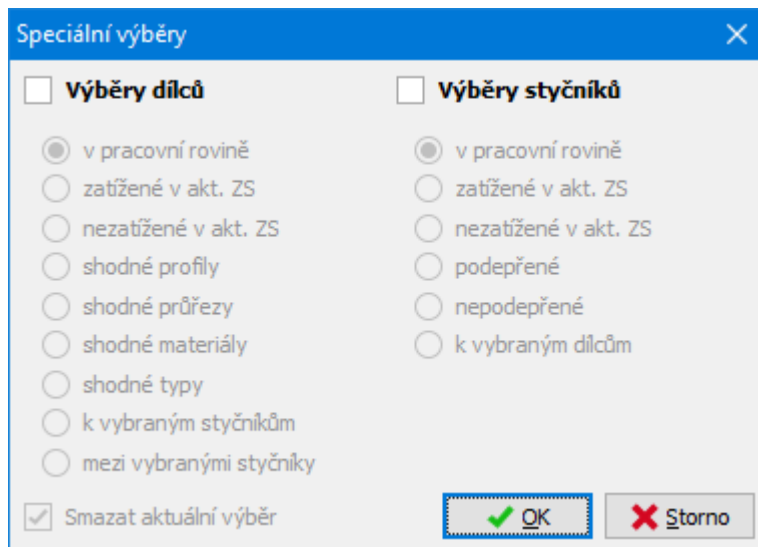 Speciální výběry
Výběry dílců
v pracovní rovině
zatížené v akt. ZS
nezatížené v akt. ZS
shodné profily
shodné průřezy
shodné materiály
shodné typy
k vybraným styčníkům
mezi vybranými styčníky
Výběry styčníků
v pracovní rovině
zatížené v akt. ZS
nezatížené v akt. ZS
podepřené
nepodepřené
k vybraným dílcům
Smazat aktuální výběr
OK
Storno